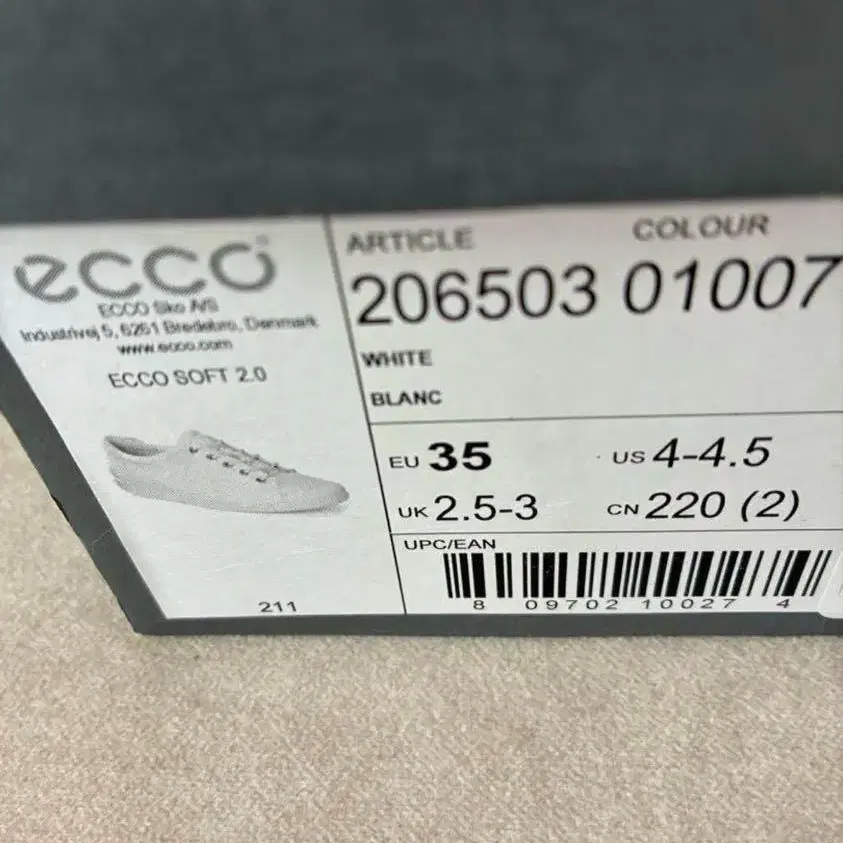 ecco
ECCO Sko A/S
Industrivej 5, 6261 Bredebro, Denmark
www.ecco.com
ECCO SOFT 2.0
211
ARTICLE COLOUR
206503 01007
WHITE
BLANC
EU 35 US 4-4.5
UK 2.5-3 CN 220 (2)
UPC/EAN
8 09702 10027 4